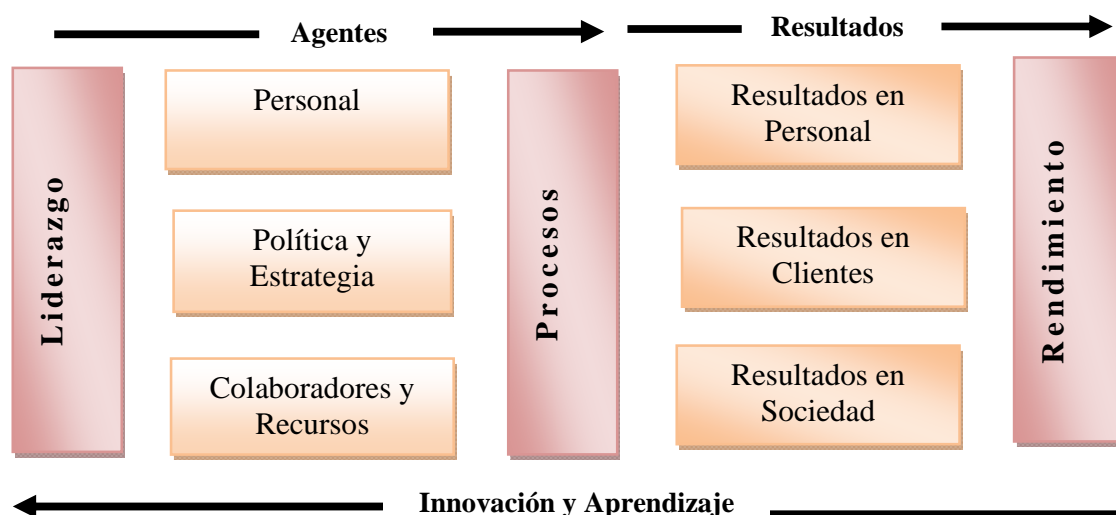 Agentes
Resultados
Liderazgo
Personal
Política y
Estrategia
Colaboradores y
Recursos
Procesos
Resultados en
Personal
Resultados en
Clientes
Resultados en
Sociedad
Rendimiento
Innovación y Aprendizaje